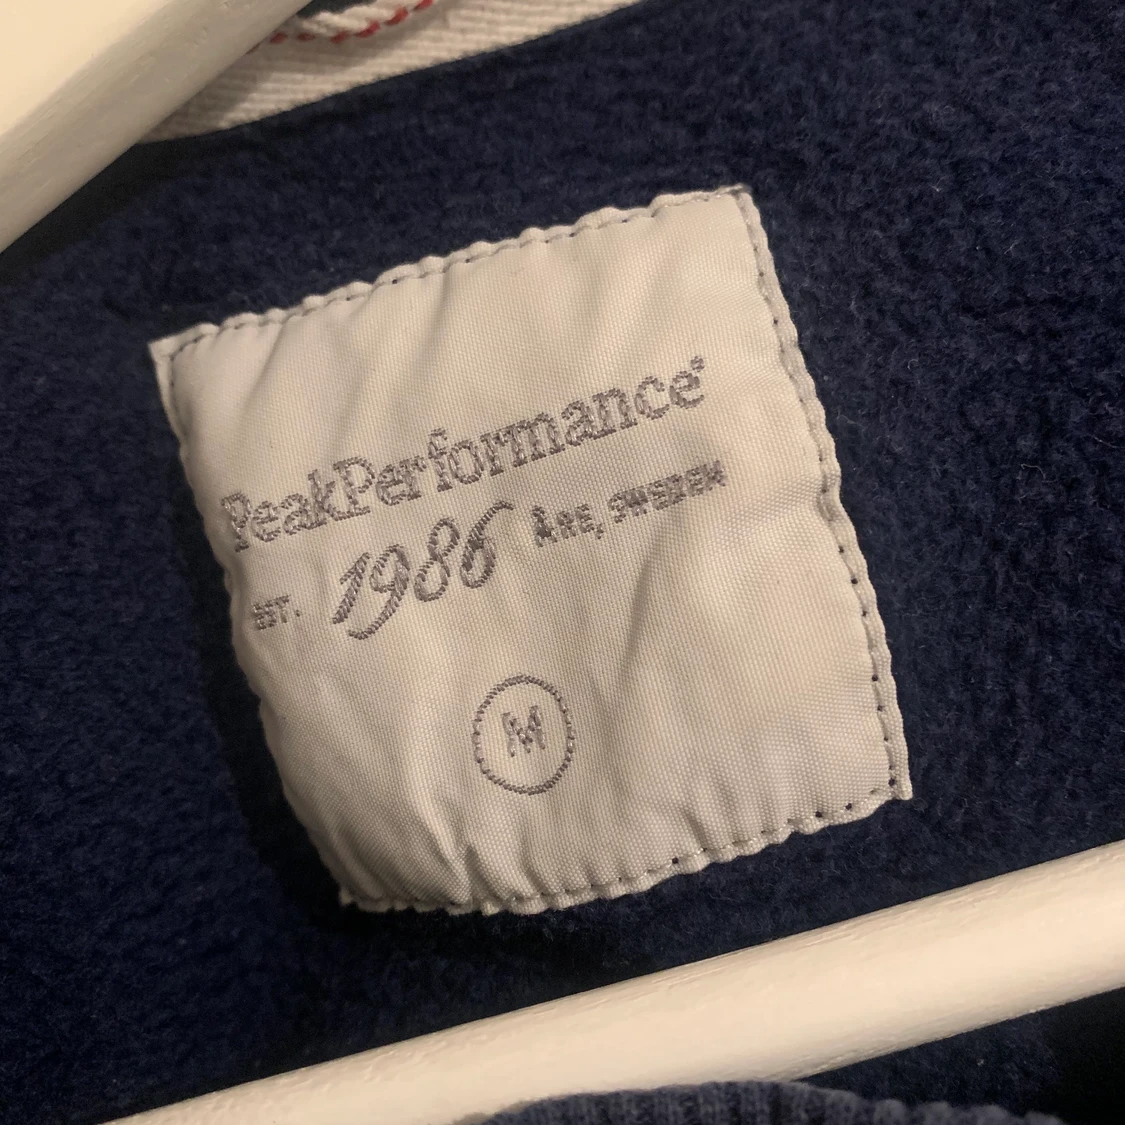 PeakPerformance®
EST. 1986 ÅRE, SWEDEN
M